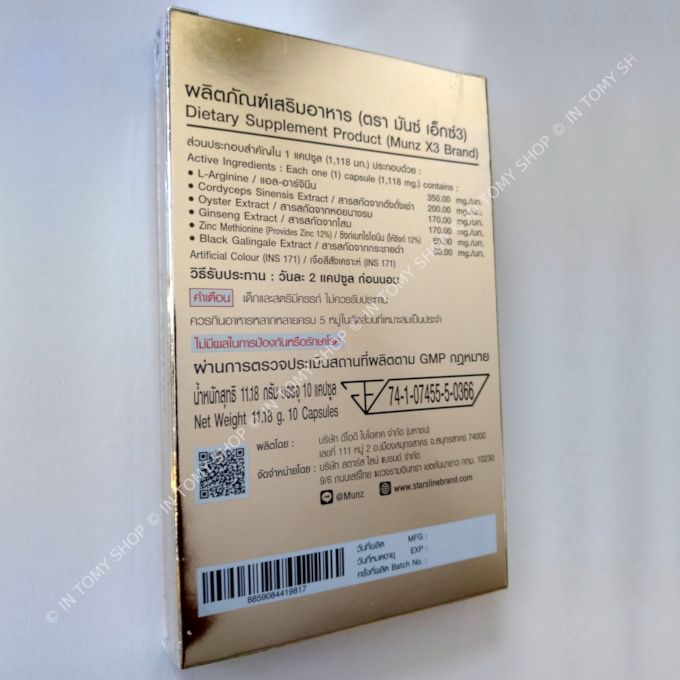 ผลิตภัณฑ์เสริมอาหาร (ตรา มันซ์ เอ็กซ์3)
Dietary Supplement Product (Munz X3 Brand)
ส่วนประกอบสำคัญใน 1 แคปซูล (1,118 มก.) ประกอบด้วย :
Active Ingredients : Each one (1) capsule (1,118 mg.) contains :
• L-Arginine / แอล-อาร์จินีน 350.00 mg./มก.
• Cordyceps Sinensis Extract / สารสกัดจากถั่งเช่า 200.00 mg./มก.
• Oyster Extract / สารสกัดจากหอยนางรม 170.00 mg./มก.
• Ginseng Extract / สารสกัดจากโสม 170.00 mg./มก.
• Zinc Methionine (Provides Zinc 12%) / ซิงก์เมทไธโอนีน (ให้ซิงก์ 12%) mg./มก.
• Black Galingale Extract / สารสกัดจากกระชายดำ mg./มก.
Artificial Colour (INS 171) / เจือสีสังเคราะห์ (INS 171)
วิธีรับประทาน : วันละ 2 แคปซูล ก่อนนอน
คำเตือน เด็กและสตรีมีครรภ์ ไม่ควรรับประทาน
ควรกินอาหารหลากหลายครบ 5 หมู่ในสัดส่วนที่เหมาะสมเป็นประจำ
ไม่มีผลในการป้องกันหรือรักษาโรค
ผ่านการตรวจประเมินสถานที่ผลิตตาม GMP กฎหมาย
น้ำหนักสุทธิ 11.18 กรัม บรรจุ 10 แคปซูล
Net Weight 11.18 g. 10 Capsules
74-1-07455-5-0366
ผลิตโดย : บริษัท ดีโอดี ไบโอเทค จำกัด (มหาชน)
เลขที่ 111 หมู่ 2 อ.เมืองสมุทรสาคร จ.สมุทรสาคร 74000
จัดจำหน่ายโดย : บริษัท สตาร์ส ไลน์ แบรนด์ จำกัด
9/6 ถนนเสรีไทย แขวงรามอินทรา เขตคันนายาว กทม. 10230
@Munz www.starslinebrand.com
วันที่ผลิต MFG :
วันที่หมดอายุ EXP :
ครั้งที่ผลิต Batch No. :
8859084419817
© IN TOMY SHOP © IN TOMY SHOP © IN TOMY SHOP
© IN TOMY SHOP © IN TOMY SH